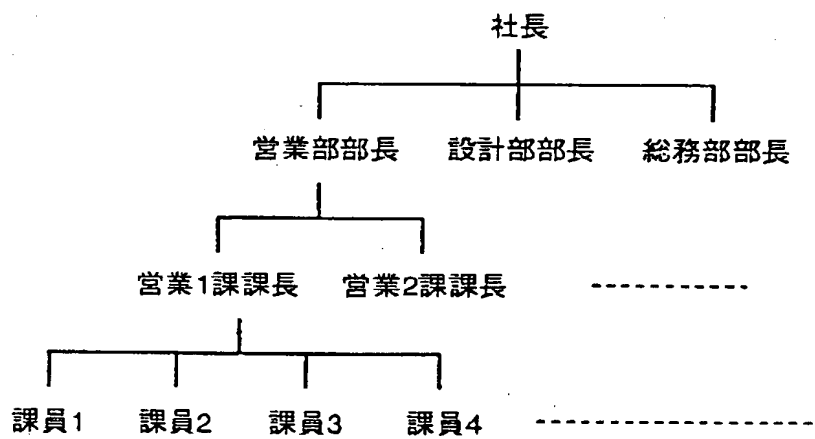 社長
営業部部長 設計部部長 総務部部長
営業1課課長 営業2課課長
課員1 課員2 課員3 課員4